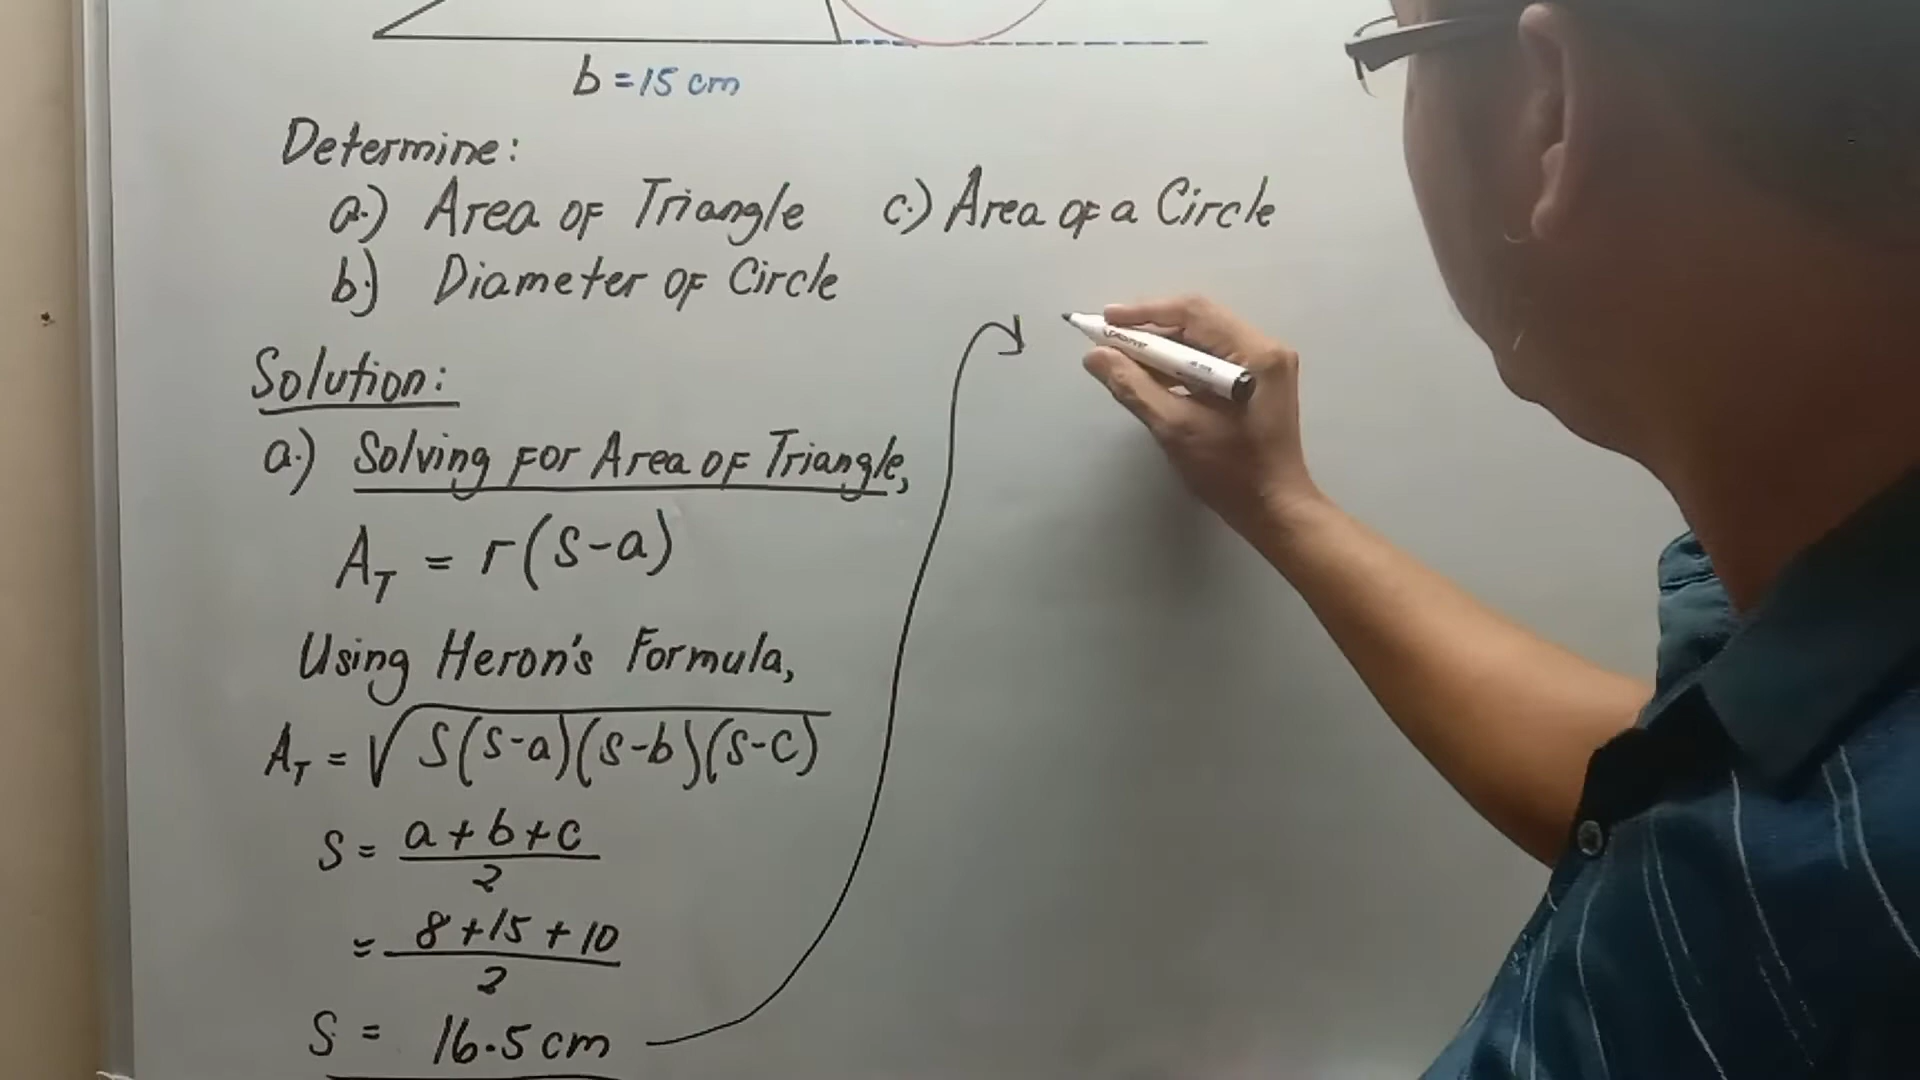 b = 15 cm
Determine:
a.) Area of Triangle c.) Area of a Circle
b.) Diameter of Circle
Solution:
a.) Solving for Area of Triangle,
A_T = r(s-a)
Using Heron's Formula,
A_T = √s(s-a)(s-b)(s-c)
s = a+b+c
2
= 8+15+10
2
s = 16.5 cm